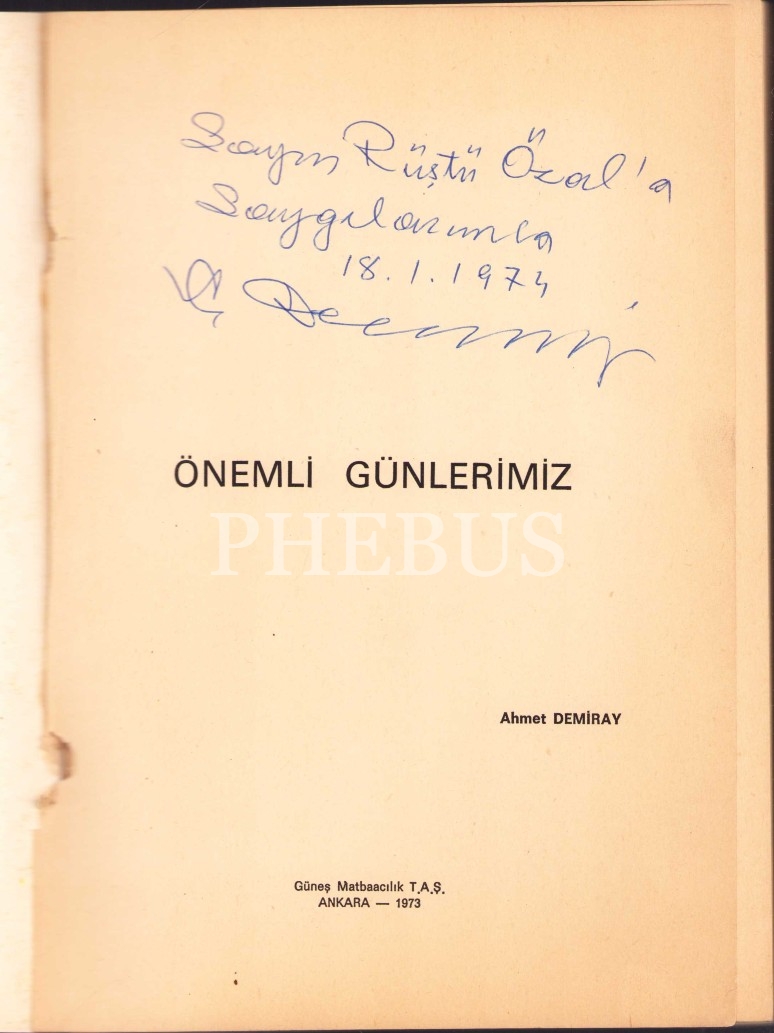 Sayın Rüştü Özal'a
Saygılarımla
18.1.1974
ÖNEMLİ GÜNLERİMİZ
PHEBUS
Ahmet DEMİRAY
Güneş Matbaacılık T.A.Ş.
ANKARA — 1973